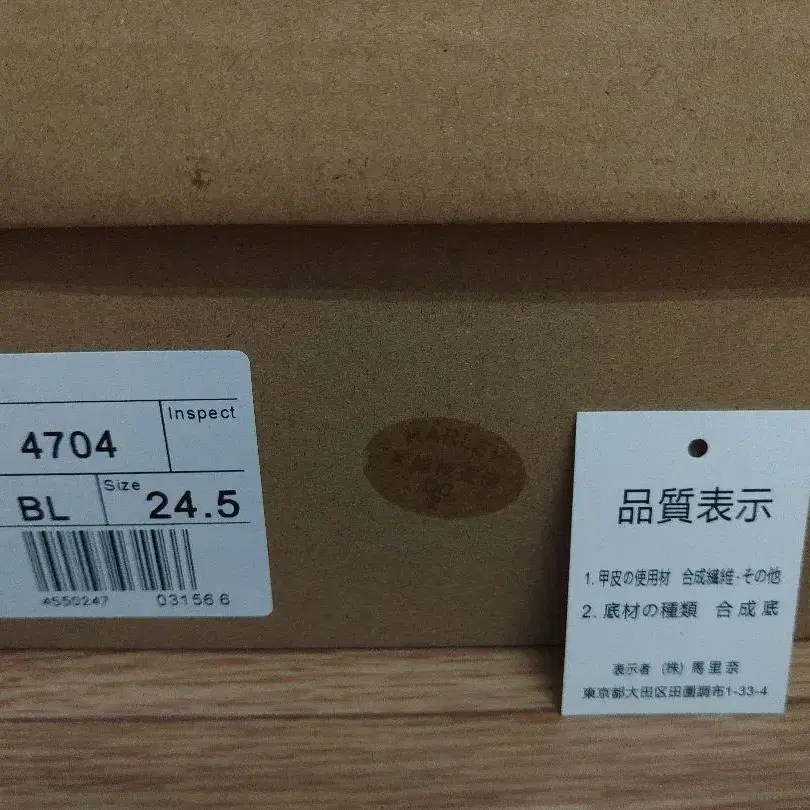 Inspect
4704
Size
BL
24.5
4550247 03156 6
品質表示
1. 甲皮の使用材 合成繊維・その他
2. 底材の種類 合成底
表示者 (株) 馬里奈
東京都大田区田園調布1-33-4